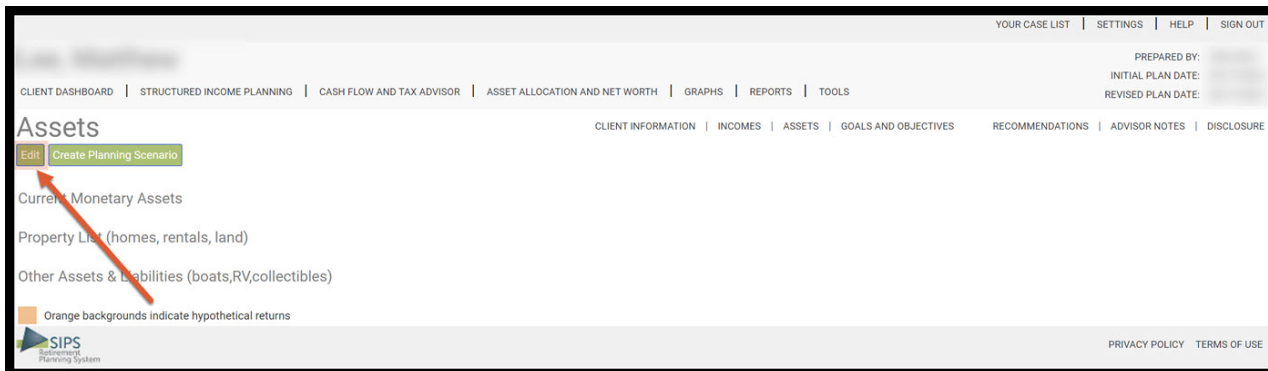 YOUR CASE LIST | SETTINGS | HELP | SIGN OUT
PREPARED BY:
INITIAL PLAN DATE:
REVISED PLAN DATE:
CLIENT DASHBOARD | STRUCTURED INCOME PLANNING | CASH FLOW AND TAX ADVISOR | ASSET ALLOCATION AND NET WORTH | GRAPHS | REPORTS | TOOLS
Assets
CLIENT INFORMATION | INCOMES | ASSETS | GOALS AND OBJECTIVES RECOMMENDATIONS | ADVISOR NOTES | DISCLOSURE
Edit Create Planning Scenario
Current Monetary Assets
Property List (homes, rentals, land)
Other Assets & Liabilities (boats,RV,collectibles)
Orange backgrounds indicate hypothetical returns
SIPS
Retirement
Planning System
PRIVACY POLICY TERMS OF USE